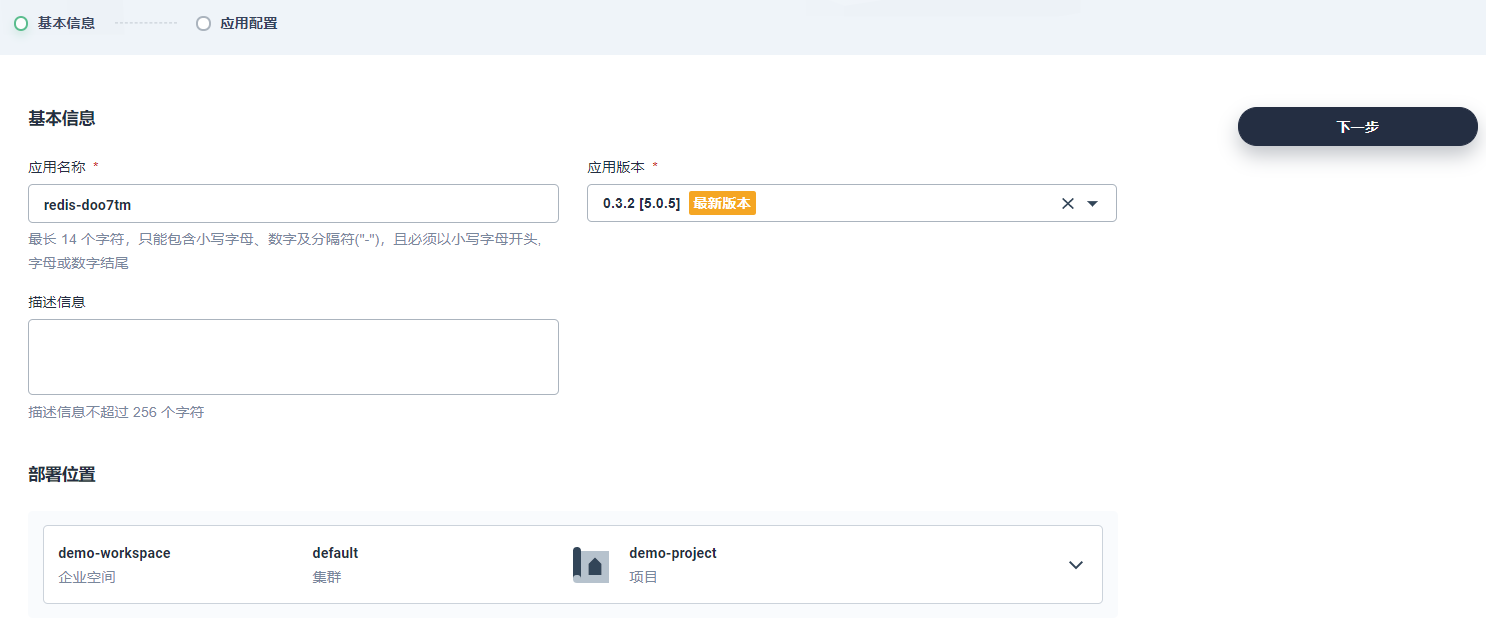 基本信息
应用配置
基本信息
下一步
应用名称 *
应用版本 *
redis-doo7tm
0.3.2 [5.0.5] 最新版本
最长 14 个字符，只能包含小写字母、数字及分隔符("-")，且必须以小写字母开头,
字母或数字结尾
描述信息
描述信息不超过 256 个字符
部署位置
demo-workspace
企业空间
default
集群
demo-project
项目